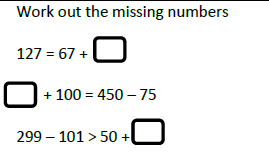 Work out the missing numbers
127 = 67 +
+ 100 = 450 – 75
299 – 101 > 50 +